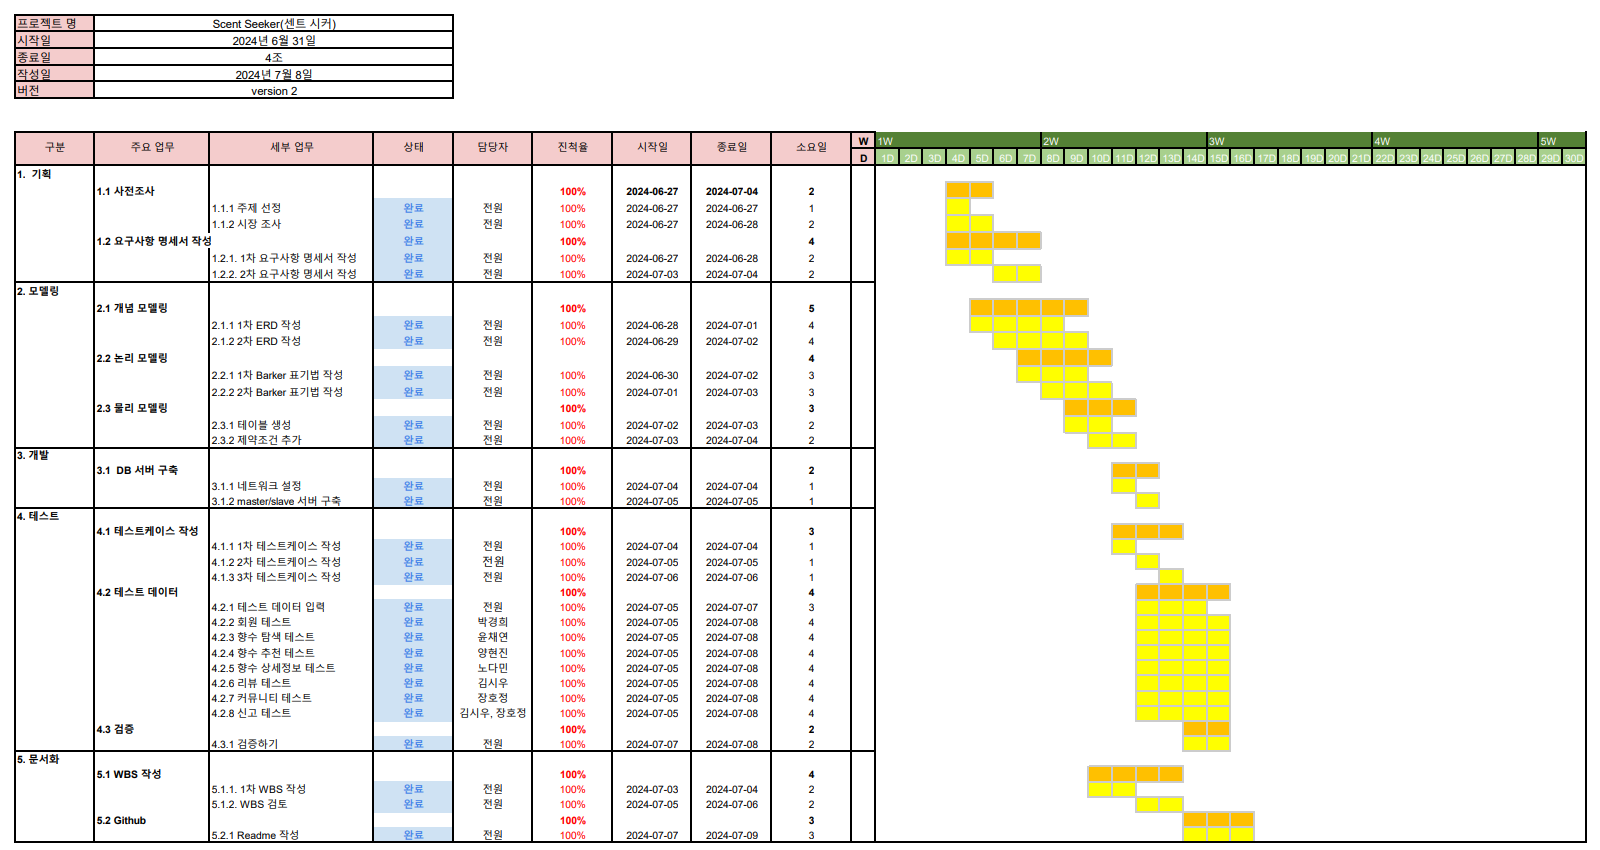 프로젝트 명 Scent Seeker(센트 시커)
시작일 2024년 6월 31일
종료일 4조
작성일 2024년 7월 8일
버전 version 2
구분 주요 업무 세부 업무 상태 담당자 진척율 시작일 종료일 소요일 W 1W 2W 3W 4W 5W
D 1D 2D 3D 4D 5D 6D 7D 8D 9D 10D 11D 12D 13D 14D 15D 16D 17D 18D 19D 20D 21D 22D 23D 24D 25D 26D 27D 28D 29D 30D
1. 기획
1.1 사전조사 100% 2024-06-27 2024-07-04 2
1.1.1 주제 선정 완료 전원 100% 2024-06-27 2024-06-27 1
1.1.2 시장 조사 완료 전원 100% 2024-06-27 2024-06-28 2
1.2 요구사항 명세서 작성 100% 4
1.2.1. 1차 요구사항 명세서 작성 완료 전원 100% 2024-06-27 2024-06-28 2
1.2.2. 2차 요구사항 명세서 작성 완료 전원 100% 2024-07-03 2024-07-04 2
2. 모델링
2.1 개념 모델링 100% 5
2.1.1 1차 ERD 작성 완료 전원 100% 2024-06-28 2024-07-01 4
2.1.2 2차 ERD 작성 완료 전원 100% 2024-06-29 2024-07-02 4
2.2 논리 모델링 100% 4
2.2.1 1차 Barker 표기법 작성 완료 전원 100% 2024-06-30 2024-07-02 3
2.2.2 2차 Barker 표기법 작성 완료 전원 100% 2024-07-01 2024-07-03 3
2.3 물리 모델링 100% 3
2.3.1 테이블 생성 완료 전원 100% 2024-07-02 2024-07-03 2
2.3.2 제약조건 추가 완료 전원 100% 2024-07-03 2024-07-04 2
3. 개발
3.1 DB 서버 구축 100% 2
3.1.1 네트워크 설정 완료 전원 100% 2024-07-04 2024-07-04 1
3.1.2 master/slave 서버 구축 완료 전원 100% 2024-07-05 2024-07-05 1
4. 테스트
4.1 테스트케이스 작성 100% 3
4.1.1 1차 테스트케이스 작성 완료 전원 100% 2024-07-04 2024-07-04 1
4.1.2 2차 테스트케이스 작성 완료 전원 100% 2024-07-05 2024-07-05 1
4.1.3 3차 테스트케이스 작성 완료 전원 100% 2024-07-06 2024-07-06 1
4.2 테스트 데이터 100% 4
4.2.1 테스트 데이터 입력 완료 전원 100% 2024-07-05 2024-07-07 3
4.2.2 회원 테스트 완료 박경희 100% 2024-07-05 2024-07-08 4
4.2.3 향수 탐색 테스트 완료 윤채연 100% 2024-07-05 2024-07-08 4
4.2.4 향수 추천 테스트 완료 양현진 100% 2024-07-05 2024-07-08 4
4.2.5 향수 상세정보 테스트 완료 노다민 100% 2024-07-05 2024-07-08 4
4.2.6 리뷰 테스트 완료 김시우 100% 2024-07-05 2024-07-08 4
4.2.7 커뮤니티 테스트 완료 장호정 100% 2024-07-05 2024-07-08 4
4.2.8 신고 테스트 완료 김시우, 장호정 100% 2024-07-05 2024-07-08 4
4.3 검증 100% 2
4.3.1 검증하기 완료 전원 100% 2024-07-07 2024-07-08 2
5. 문서화
5.1 WBS 작성 100% 4
5.1.1. 1차 WBS 작성 완료 전원 100% 2024-07-03 2024-07-04 2
5.1.2. WBS 검토 완료 전원 100% 2024-07-05 2024-07-06 2
5.2 Github 100% 3
5.2.1 Readme 작성 완료 전원 100% 2024-07-07 2024-07-09 3